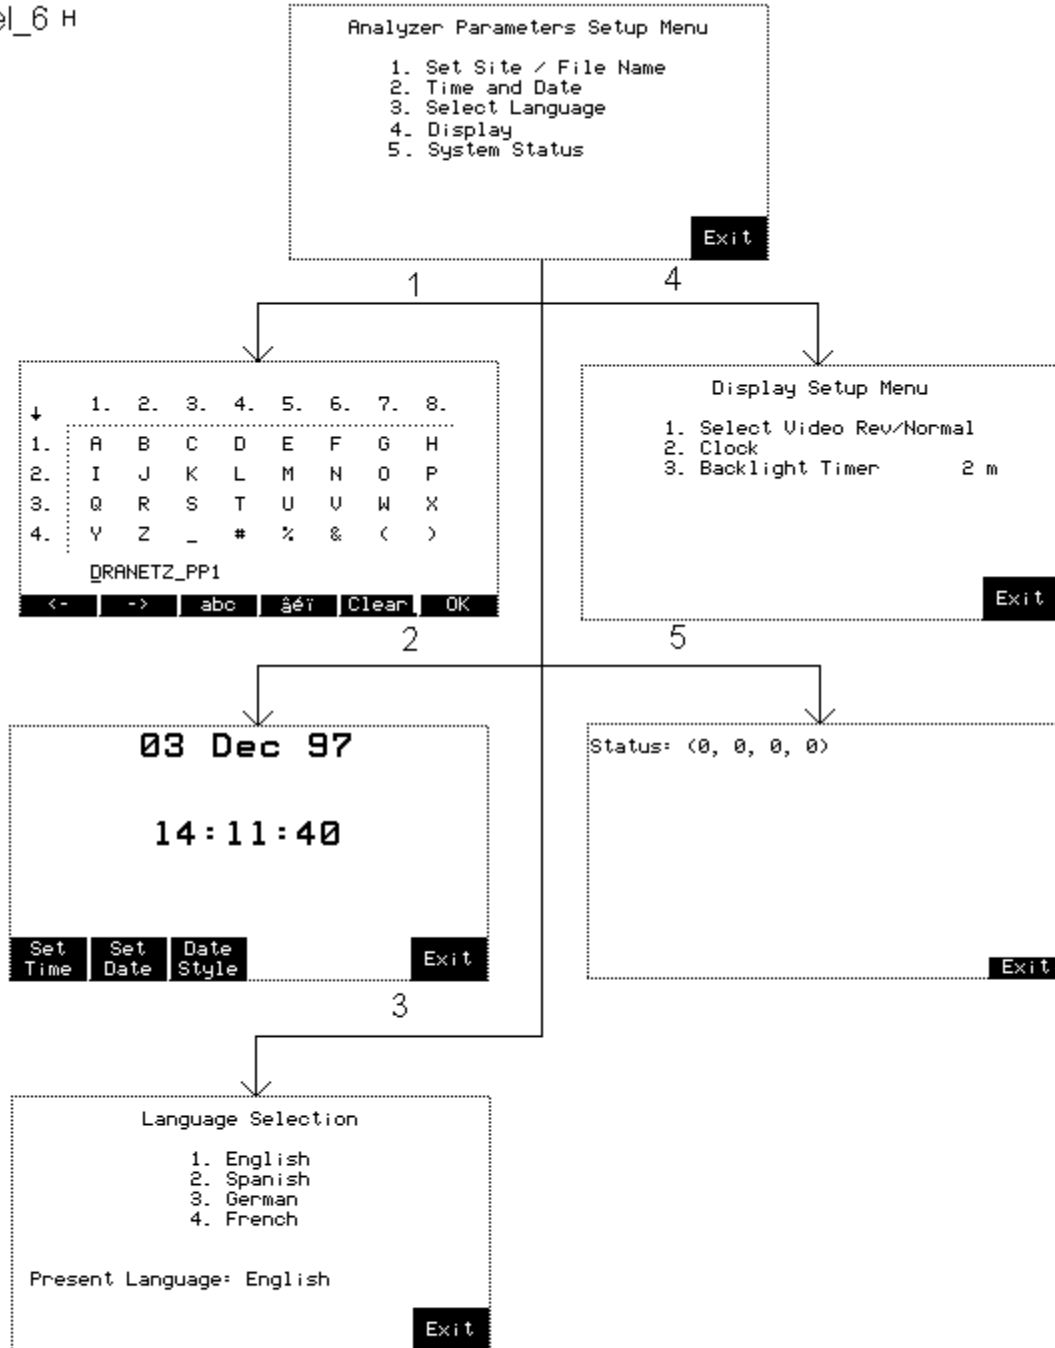 el_6 H
Analyzer Parameters Setup Menu
1. Set Site / File Name
2. Time and Date
3. Select Language
4. Display
5. System Status
Exit
1
4
↓ 1. 2. 3. 4. 5. 6. 7. 8.
1. A B C D E F G H
2. I J K L M N O P
3. Q R S T U V W X
4. Y Z _ # % & ( )
DRANETZ_PP1
<- -> abc âéï Clear OK
Display Setup Menu
1. Select Video Rev/Normal
2. Clock
3. Backlight Timer 2 m
Exit
2
5
03 Dec 97
14:11:40
Set Time
Set Date
Date Style
Exit
Status: (0, 0, 0, 0)
Exit
3
Language Selection
1. English
2. Spanish
3. German
4. French
Present Language: English
Exit